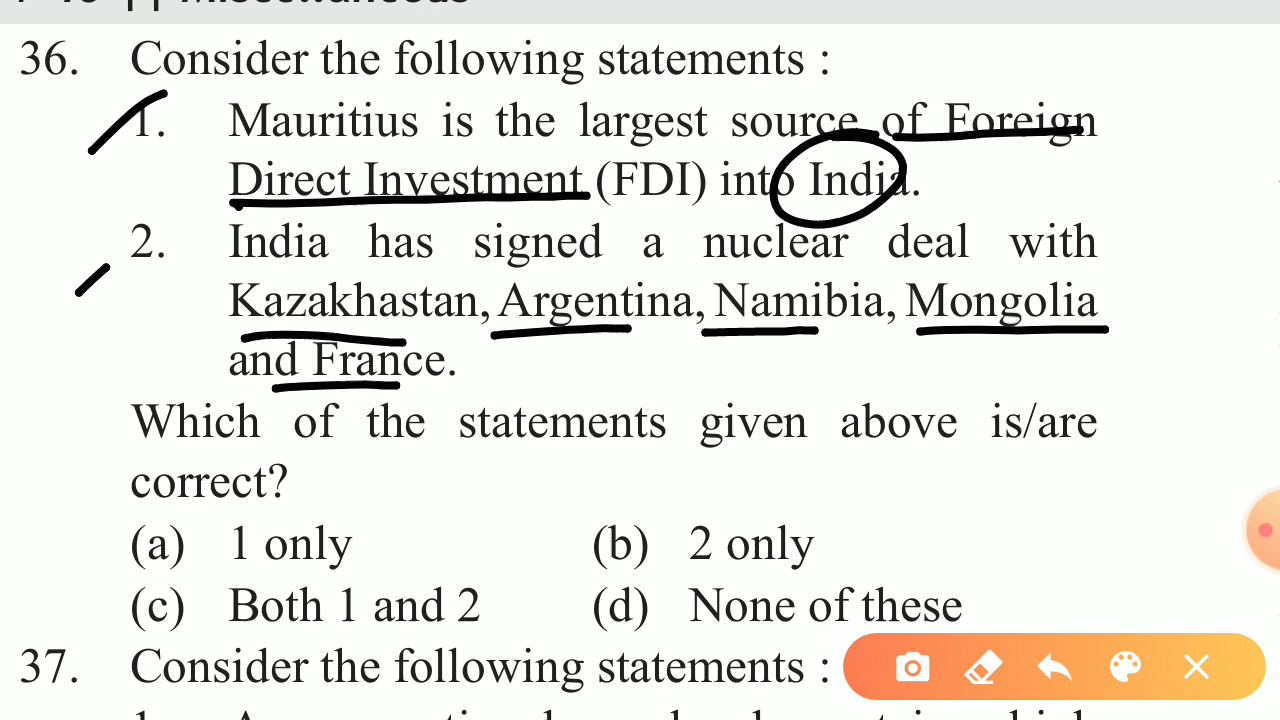 36. Consider the following statements :
1. Mauritius is the largest source of Foreign
Direct Investment (FDI) into India.
2. India has signed a nuclear deal with
Kazakhastan, Argentina, Namibia, Mongolia
and France.
Which of the statements given above is/are
correct?
(a) 1 only (b) 2 only
(c) Both 1 and 2 (d) None of these
37. Consider the following statements :